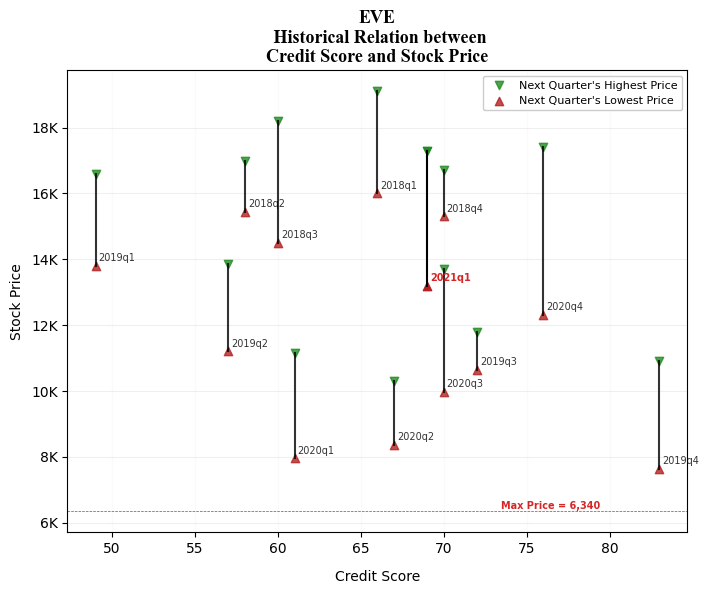 EVE
Historical Relation between
Credit Score and Stock Price
Next Quarter's Highest Price
Next Quarter's Lowest Price
18K
16K
14K
12K
10K
8K
6K
Stock Price
2018q1
2018q2
2018q4
2018q3
2019q1
2021q1
2020q4
2019q2
2019q3
2020q3
2020q2
2020q1
2019q4
Max Price = 6,340
50
55
60
65
70
75
80
Credit Score